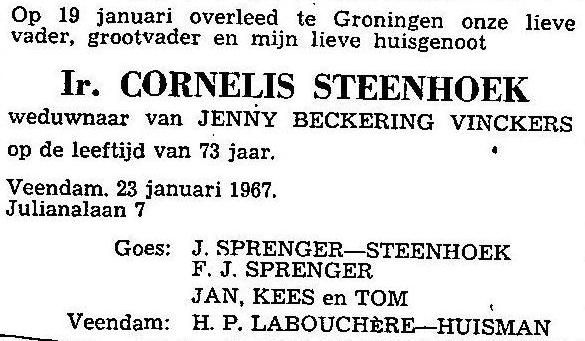 Op 19 januari overleed te Groningen onze lieve
vader, grootvader en mijn lieve huisgenoot
Ir. CORNELIS STEENHOEK
weduwnaar van JENNY BECKERING VINCKERS
op de leeftijd van 73 jaar.
Veendam. 23 januari 1967.
Julianalaan 7
Goes: J. SPRENGER—STEENHOEK
F. J. SPRENGER
JAN, KEES en TOM
Veendam: H. P. LABOUCHÈRE—HUISMAN